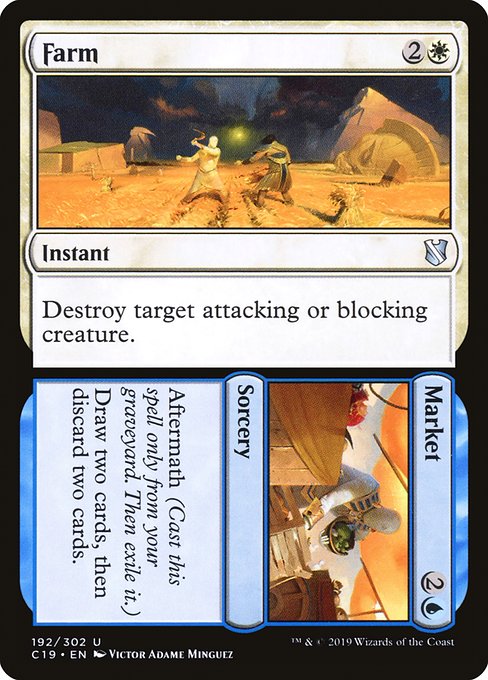 Farm 2
Instant
Destroy target attacking or blocking
creature.
Market 2
Sorcery
Aftermath (Cast this
spell only from your
graveyard. Then exile it.)
Draw two cards, then
discard two cards.
192/302 U
C19 • EN Victor Adame Minguez
™ & © 2019 Wizards of the Coast